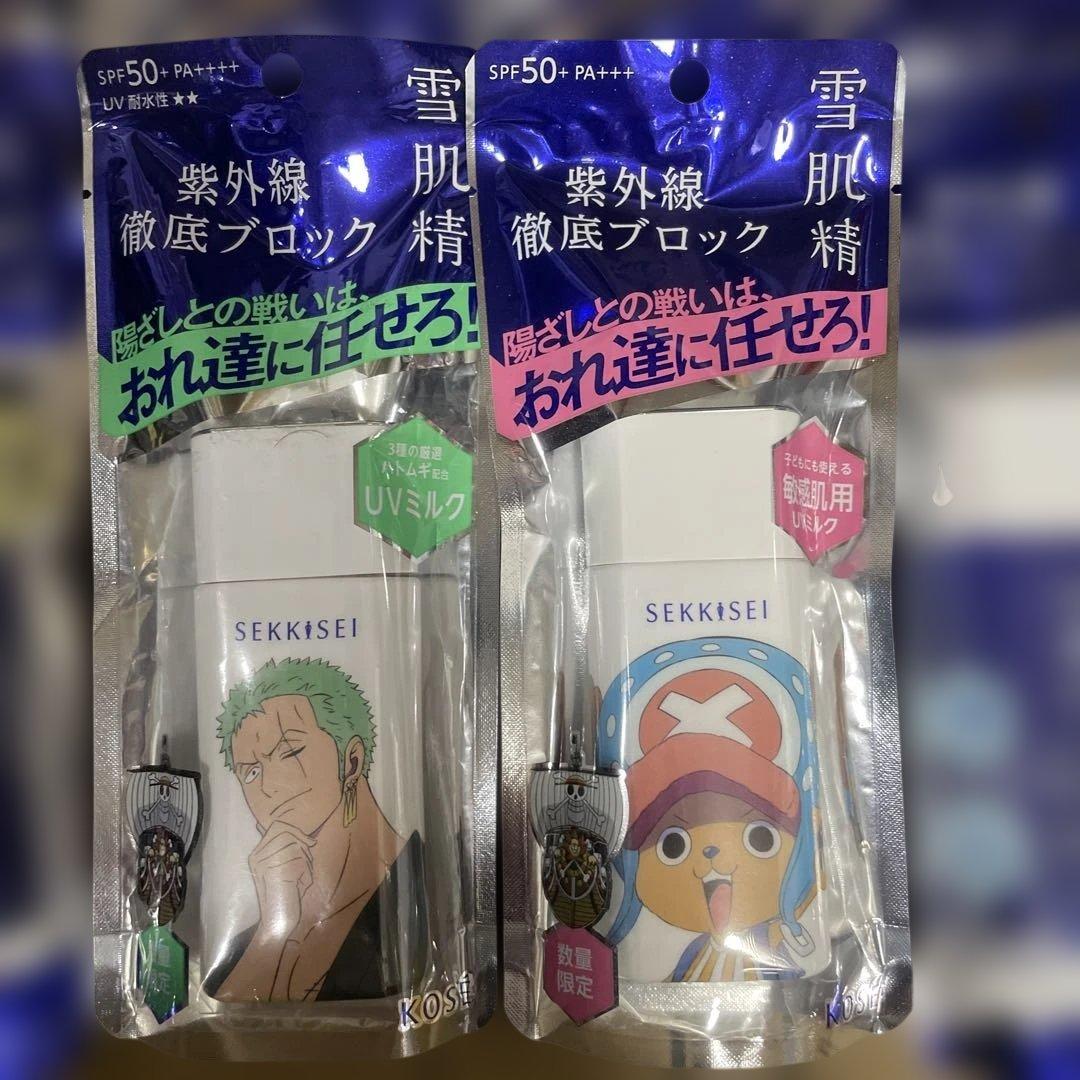 SPF50+ PA++++
UV 耐水性★★
雪肌精
紫外線
徹底ブロック
陽ざしとの戦いは、
おれ達に任せろ!
3種の厳選
ハトムギ配合
UVミルク
SEKKISEI
KOSÉ
SPF50+ PA+++
雪肌精
紫外線
徹底ブロック
陽ざしとの戦いは、
おれ達に任せろ!
子どもにも使える
敏感肌用
UVミルク
SEKKISEI
数量
限定
KOSÉ